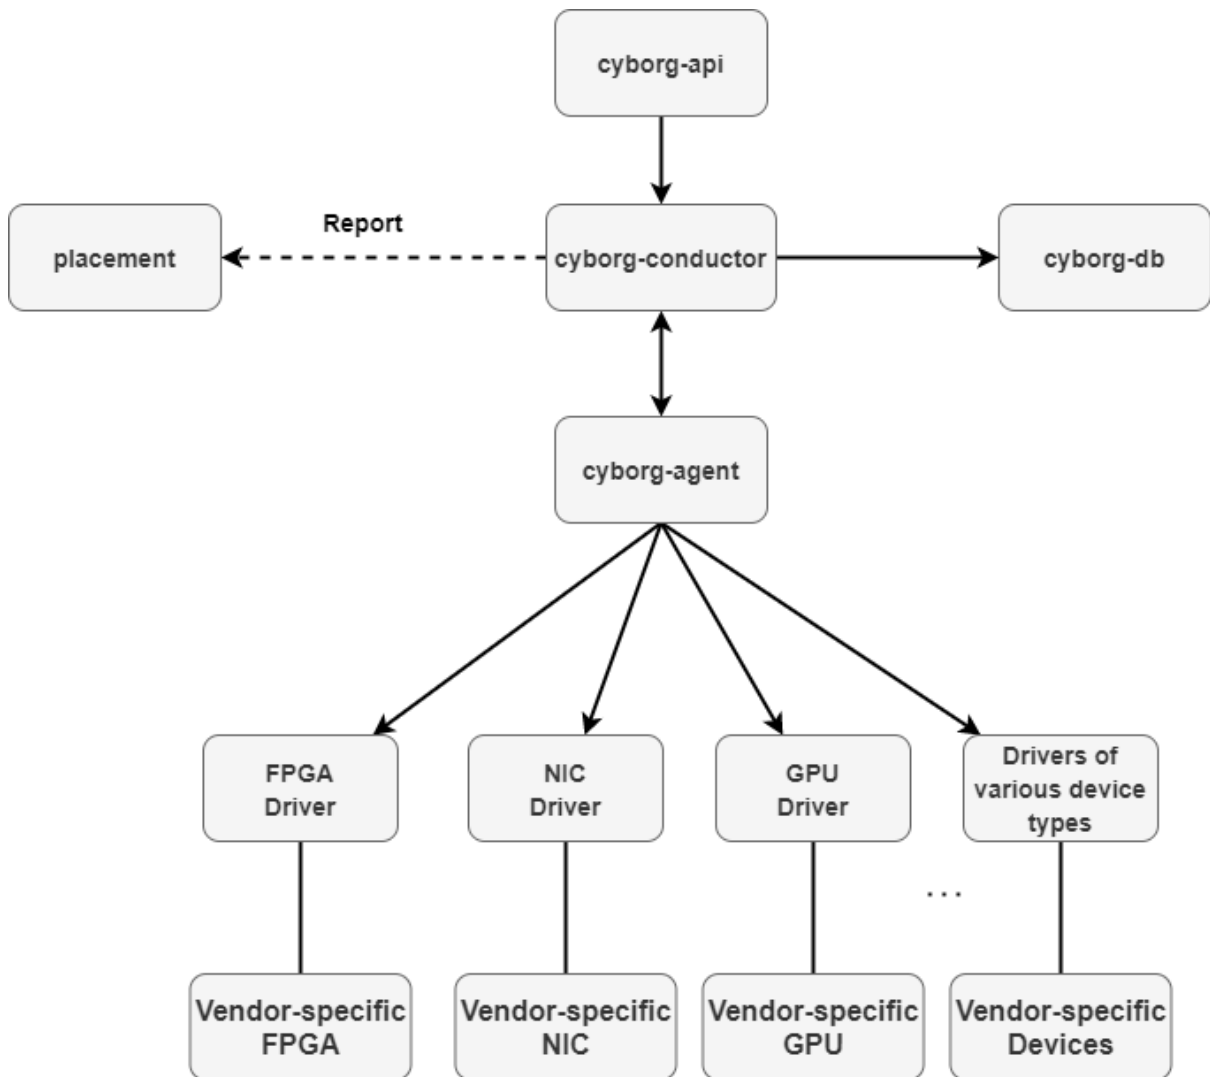 cyborg-api
Report
placement
cyborg-conductor
cyborg-db
cyborg-agent
FPGA
Driver
NIC
Driver
GPU
Driver
Drivers of
various device
types
...
Vendor-specific
FPGA
Vendor-specific
NIC
Vendor-specific
GPU
Vendor-specific
Devices